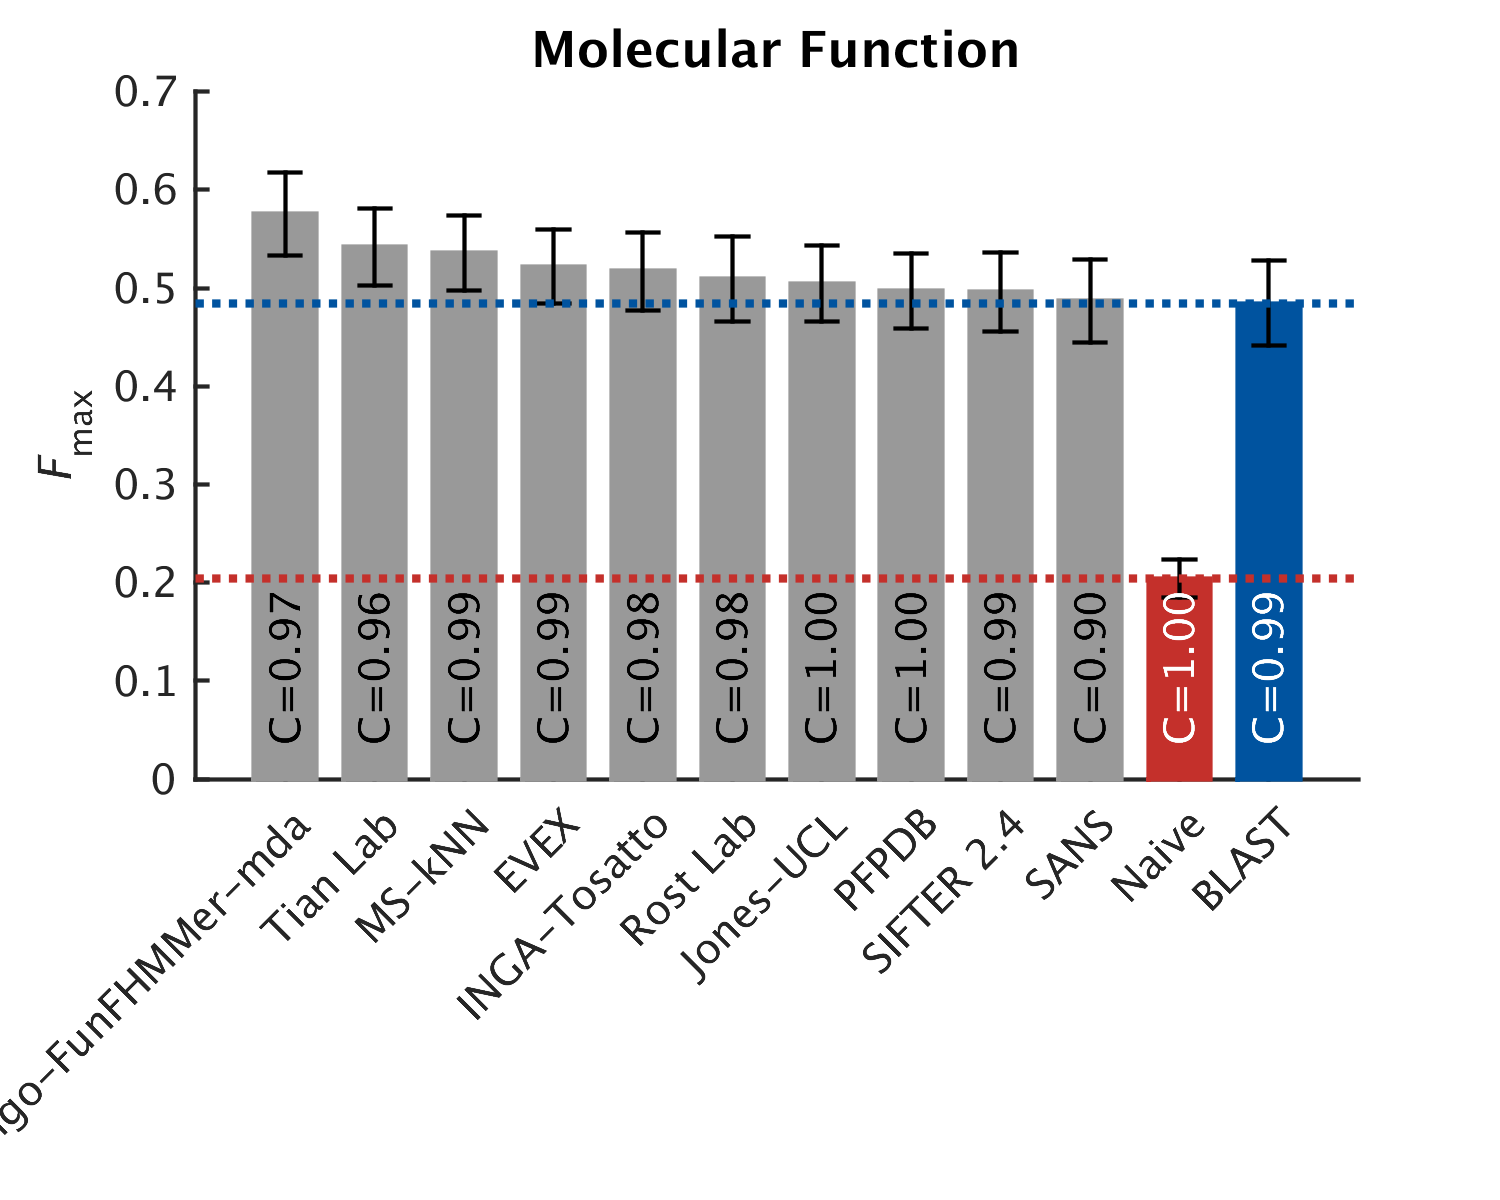 Molecular Function
0.7
0.6
0.5
0.4
0.3
0.2
0.1
0
Fmax
C=0.97
C=0.96
C=0.99
C=0.99
C=0.98
C=0.98
C=1.00
C=1.00
C=0.99
C=0.90
C=1.00
C=0.99
go-FunFHMMer-mda
Tian Lab
MS-kNN
EVEX
INGA-Tosatto
Rost Lab
Jones-UCL
PFPDB
SIFTER 2.4
SANS
Naive
BLAST